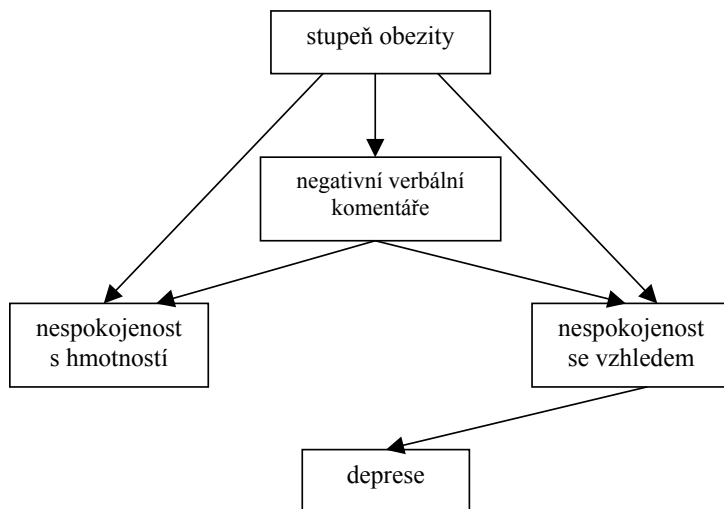 stupeň obezity
negativní verbální
komentáře
nespokojenost
s hmotností
nespokojenost
se vzhledem
deprese